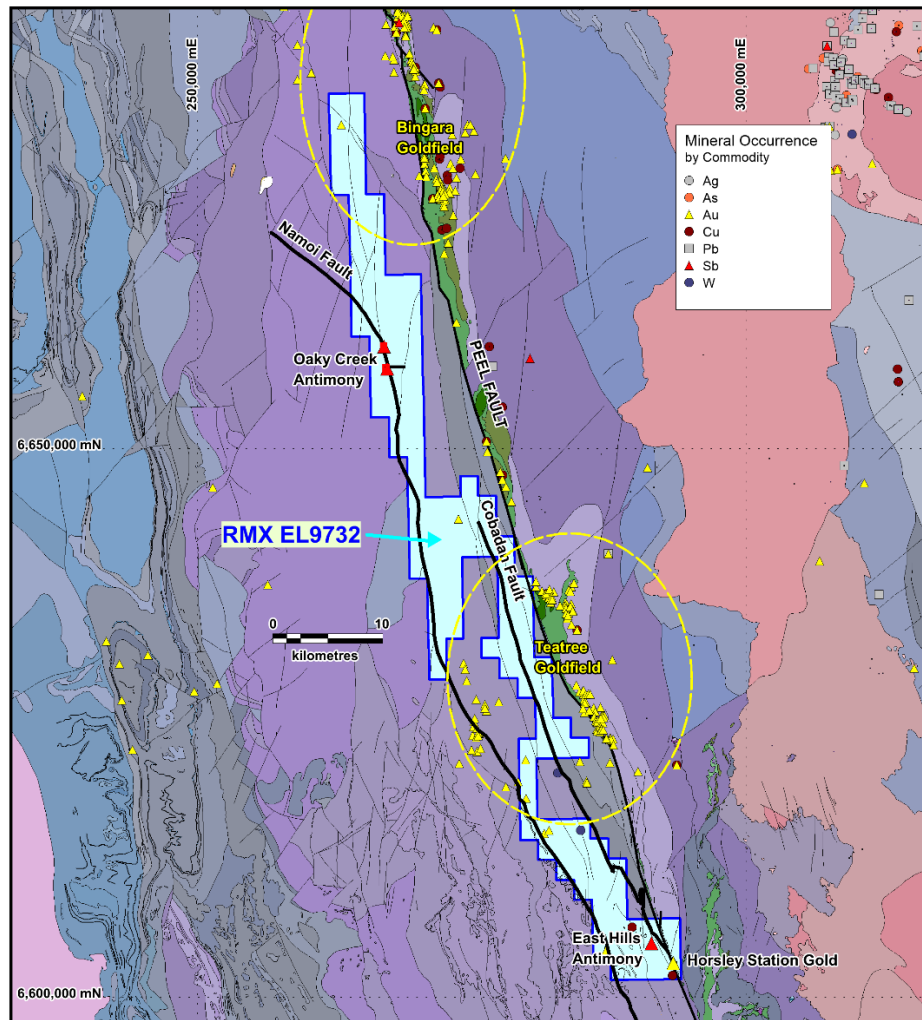 250,000 mE
300,000 mE
Bingara
Goldfield
Mineral Occurrence
by Commodity
Ag
As
Au
Cu
Pb
Sb
W
Namoi Fault
Oaky Creek
Antimony
PEEL FAULT
6,650,000 mN
RMX EL9732
Cobadah Fault
0 10
kilometres
Teatree
Goldfield
East Hills
Antimony
Horsley Station Gold
6,600,000 mN